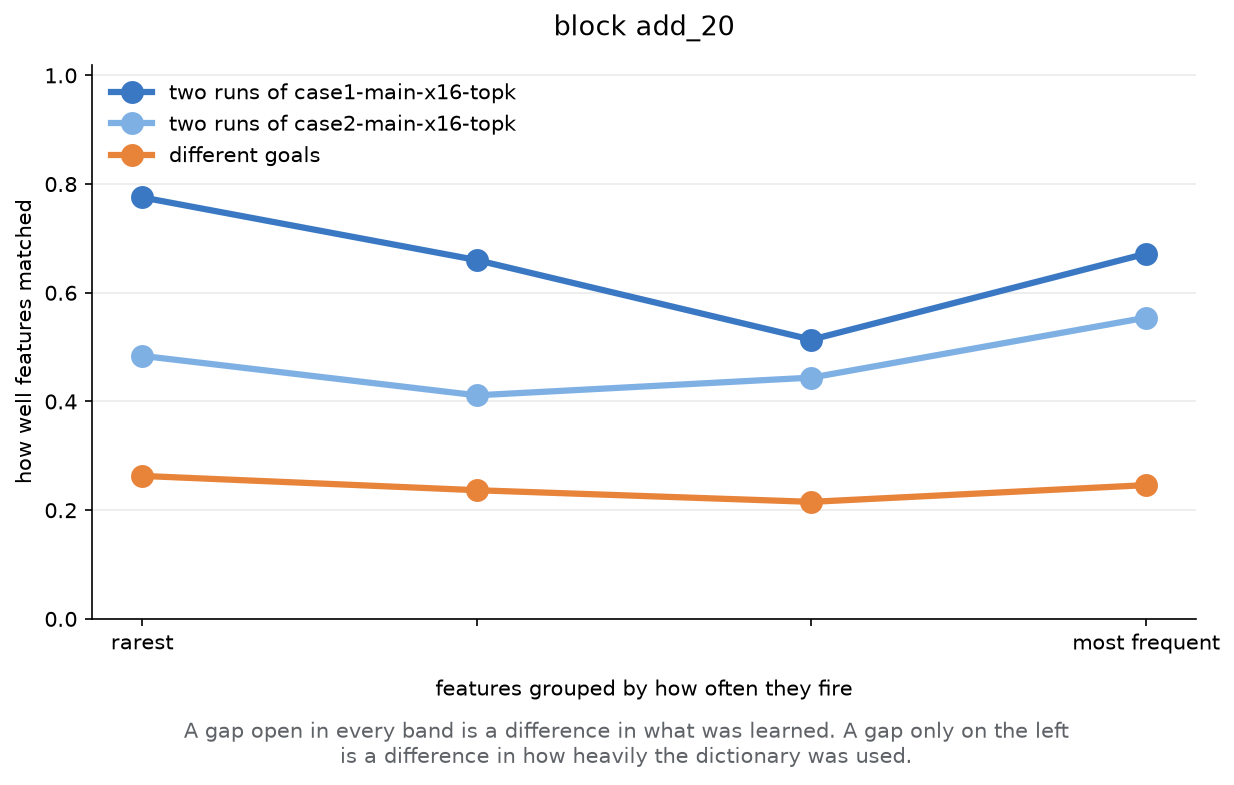 block add_20
1.0
0.8
0.6
0.4
0.2
0.0
how well features matched
two runs of case1-main-x16-topk
two runs of case2-main-x16-topk
different goals
rarest
most frequent
features grouped by how often they fire
A gap open in every band is a difference in what was learned. A gap only on the left
is a difference in how heavily the dictionary was used.